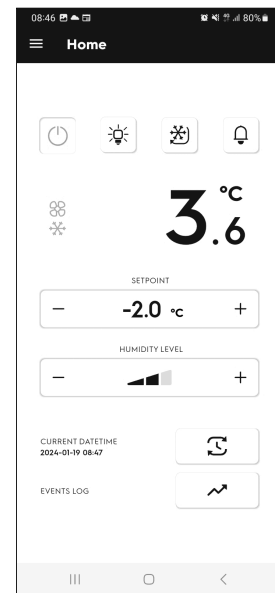 08:46 80%
Home
3.6 °C
SETPOINT
− -2.0 °C +
HUMIDITY LEVEL
− +
CURRENT DATETIME
2024-01-19 08:47
EVENTS LOG